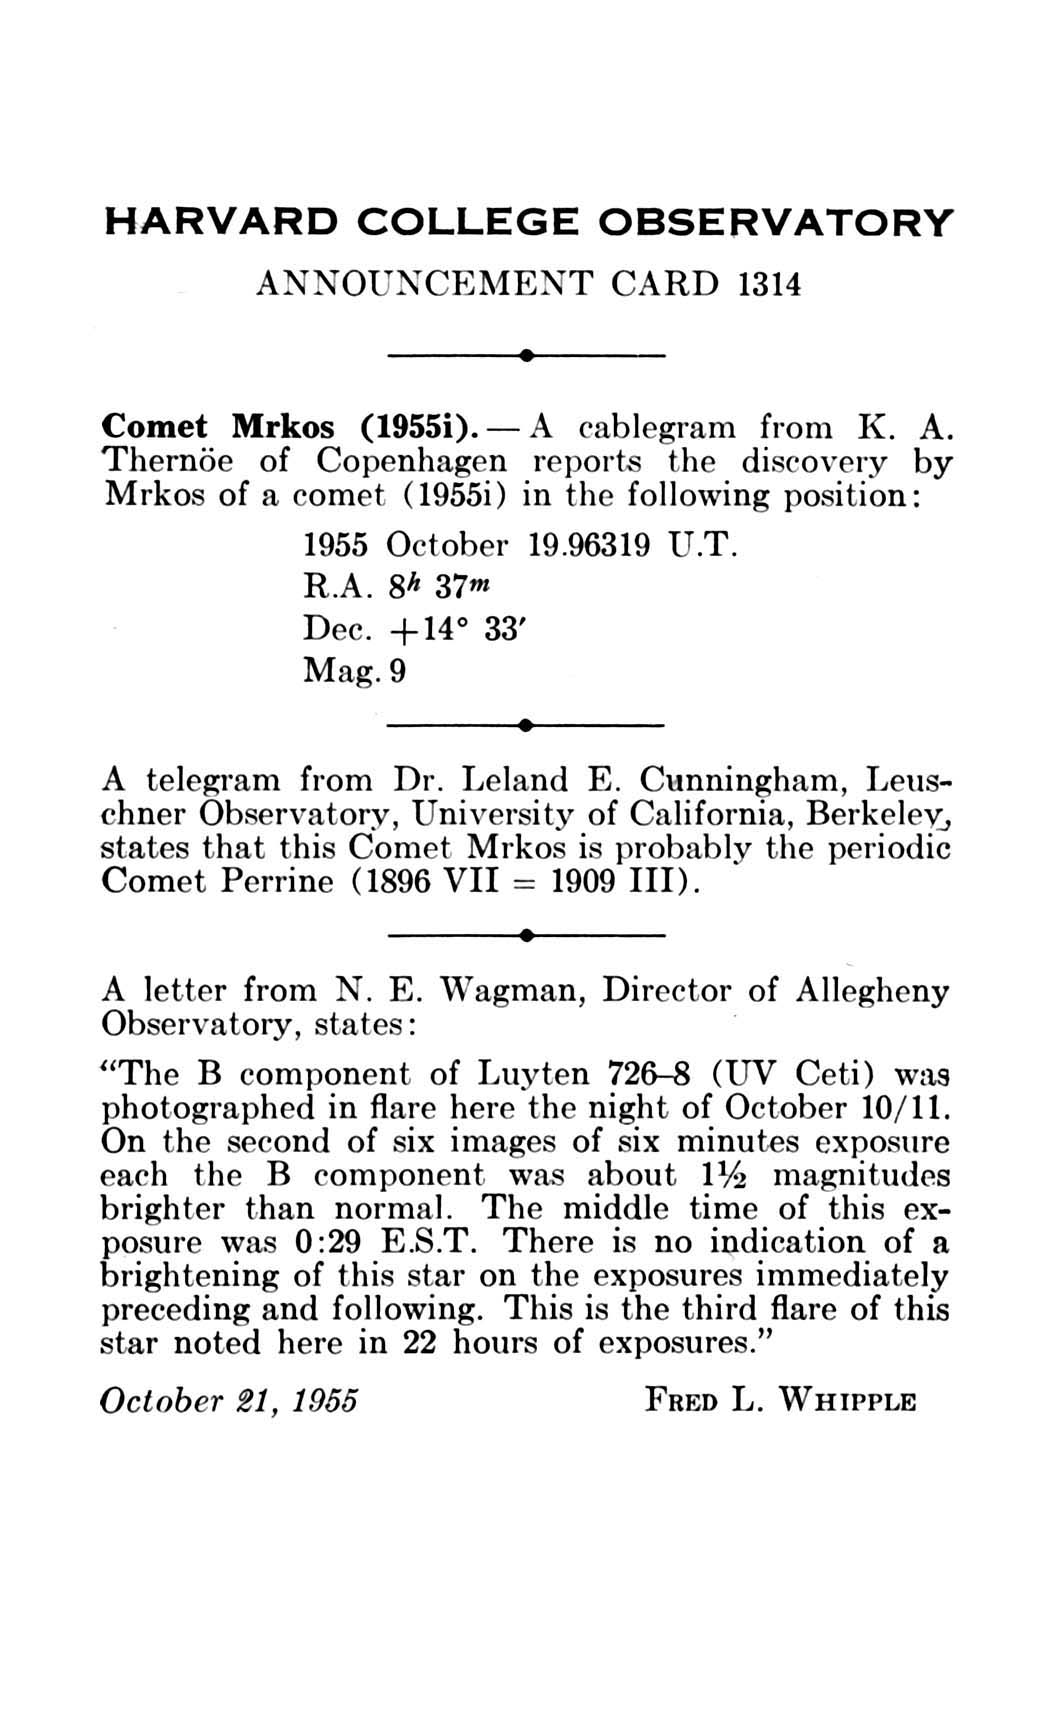 HARVARD COLLEGE OBSERVATORY
ANNOUNCEMENT CARD 1314
Comet Mrkos (1955i). — A cablegram from K. A.
Thernöe of Copenhagen reports the discovery by
Mrkos of a comet (1955i) in the following position:
1955 October 19.96319 U.T.
R.A. 8h 37m
Dec. +14° 33′
Mag. 9
A telegram from Dr. Leland E. Cunningham, Leus-
chner Observatory, University of California, Berkeley,
states that this Comet Mrkos is probably the periodic
Comet Perrine (1896 VII = 1909 III).
A letter from N. E. Wagman, Director of Allegheny
Observatory, states:
“The B component of Luyten 726–8 (UV Ceti) was
photographed in flare here the night of October 10/11.
On the second of six images of six minutes exposure
each the B component was about 1½ magnitudes
brighter than normal. The middle time of this ex-
posure was 0:29 E.S.T. There is no indication of a
brightening of this star on the exposures immediately
preceding and following. This is the third flare of this
star noted here in 22 hours of exposures.”
October 21, 1955 FRED L. WHIPPLE